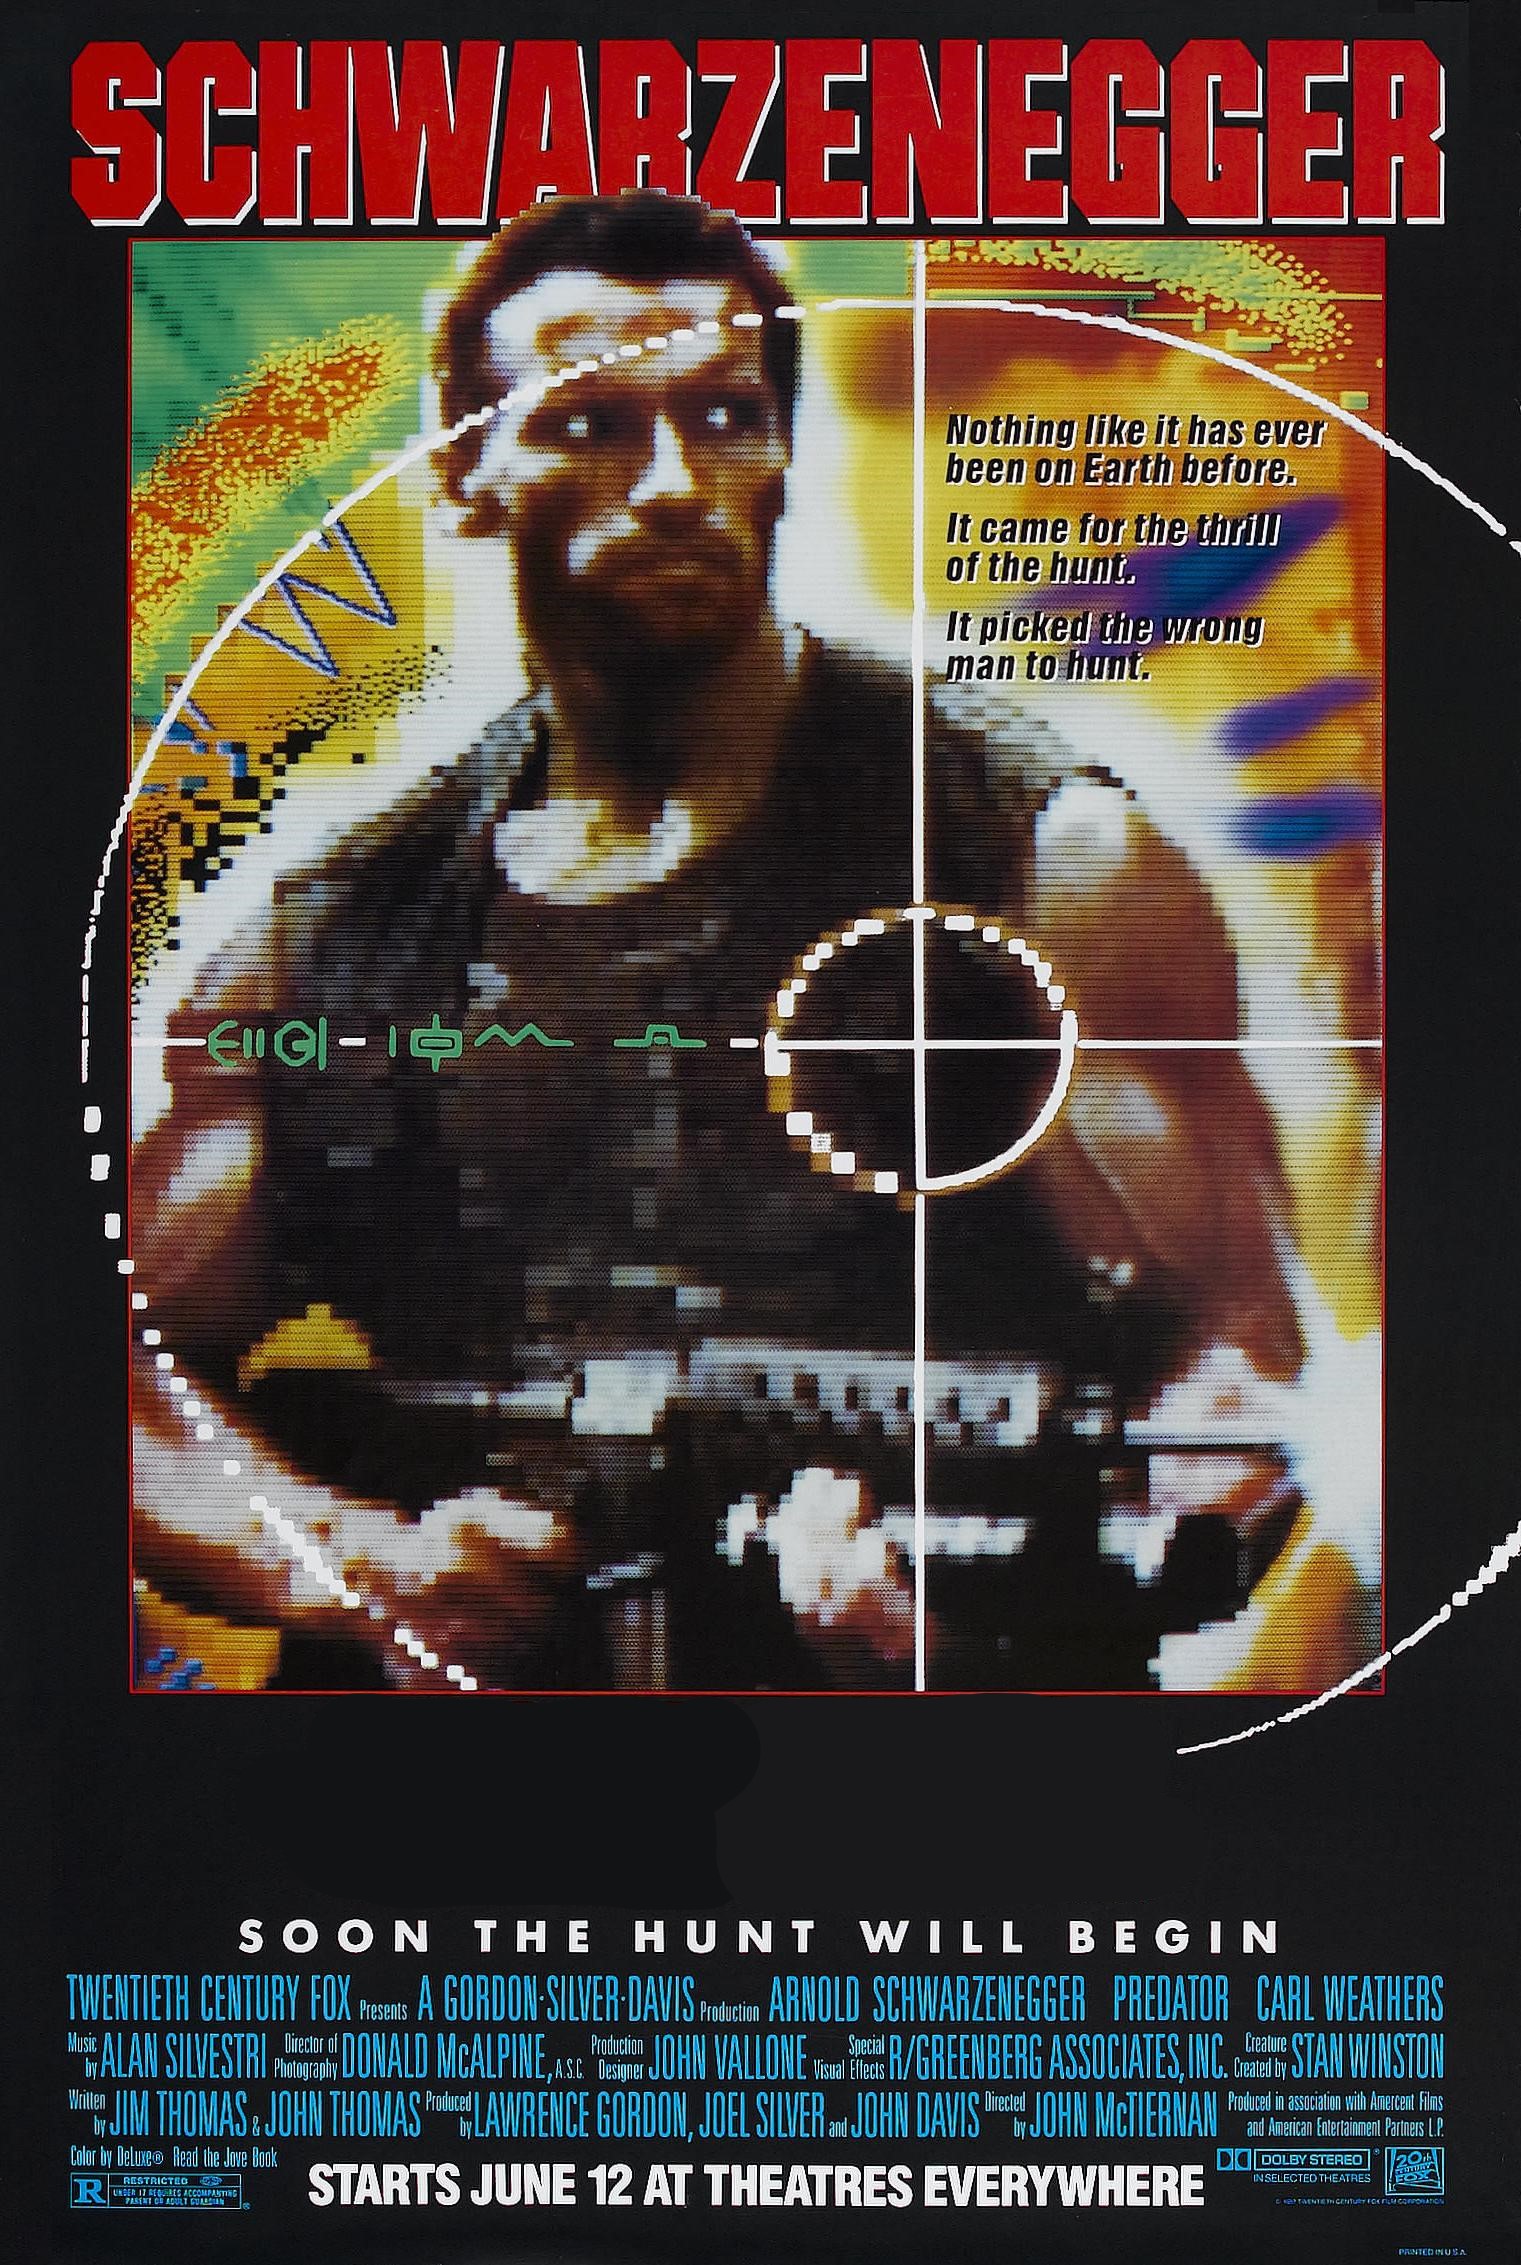 SCHWARZENEGGER
Nothing like it has ever
been on Earth before.
It came for the thrill
of the hunt.
It picked the wrong
man to hunt.
SOON THE HUNT WILL BEGIN
TWENTIETH CENTURY FOX Presents A GORDON·SILVER·DAVIS Production ARNOLD SCHWARZENEGGER PREDATOR CARL WEATHERS
Music by ALAN SILVESTRI Director of Photography DONALD McALPINE, A.S.C. Production Designer JOHN VALLONE Special Visual Effects R/GREENBERG ASSOCIATES, INC. Creature Created by STAN WINSTON
Written by JIM THOMAS & JOHN THOMAS Produced by LAWRENCE GORDON, JOEL SILVER and JOHN DAVIS Directed by JOHN McTIERNAN Produced in association with Amercent Films and American Entertainment Partners L.P.
Color by DeLuxe® Read the Jove Book
R RESTRICTED
UNDER 17 REQUIRES ACCOMPANYING
PARENT OR ADULT GUARDIAN ®
STARTS JUNE 12 AT THEATRES EVERYWHERE
DOLBY STEREO ®
IN SELECTED THEATRES
20th CENTURY FOX
© 1987 TWENTIETH CENTURY FOX FILM CORPORATION
PRINTED IN U.S.A.